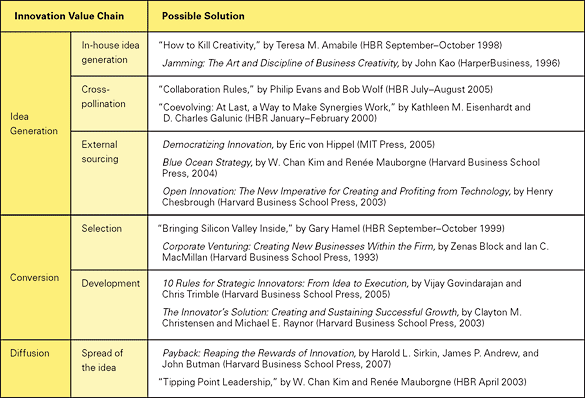 Innovation Value Chain
Possible Solution
Idea
Generation
In-house idea
generation
“How to Kill Creativity,” by Teresa M. Amabile (HBR September–October 1998)
Jamming: The Art and Discipline of Business Creativity, by John Kao (HarperBusiness, 1996)
Cross-
pollination
“Collaboration Rules,” by Philip Evans and Bob Wolf (HBR July–August 2005)
“Coevolving: At Last, a Way to Make Synergies Work,” by Kathleen M. Eisenhardt and
D. Charles Galunic (HBR January–February 2000)
External
sourcing
Democratizing Innovation, by Eric von Hippel (MIT Press, 2005)
Blue Ocean Strategy, by W. Chan Kim and Renée Mauborgne (Harvard Business School
Press, 2004)
Open Innovation: The New Imperative for Creating and Profiting from Technology, by Henry
Chesbrough (Harvard Business School Press, 2003)
Conversion
Selection
“Bringing Silicon Valley Inside,” by Gary Hamel (HBR September–October 1999)
Corporate Venturing: Creating New Businesses Within the Firm, by Zenas Block and Ian C.
MacMillan (Harvard Business School Press, 1993)
Development
10 Rules for Strategic Innovators: From Idea to Execution, by Vijay Govindarajan and
Chris Trimble (Harvard Business School Press, 2005)
The Innovator’s Solution: Creating and Sustaining Successful Growth, by Clayton M.
Christensen and Michael E. Raynor (Harvard Business School Press, 2003)
Diffusion
Spread of
the idea
Payback: Reaping the Rewards of Innovation, by Harold L. Sirkin, James P. Andrew, and
John Butman (Harvard Business School Press, 2007)
“Tipping Point Leadership,” by W. Chan Kim and Renée Mauborgne (HBR April 2003)